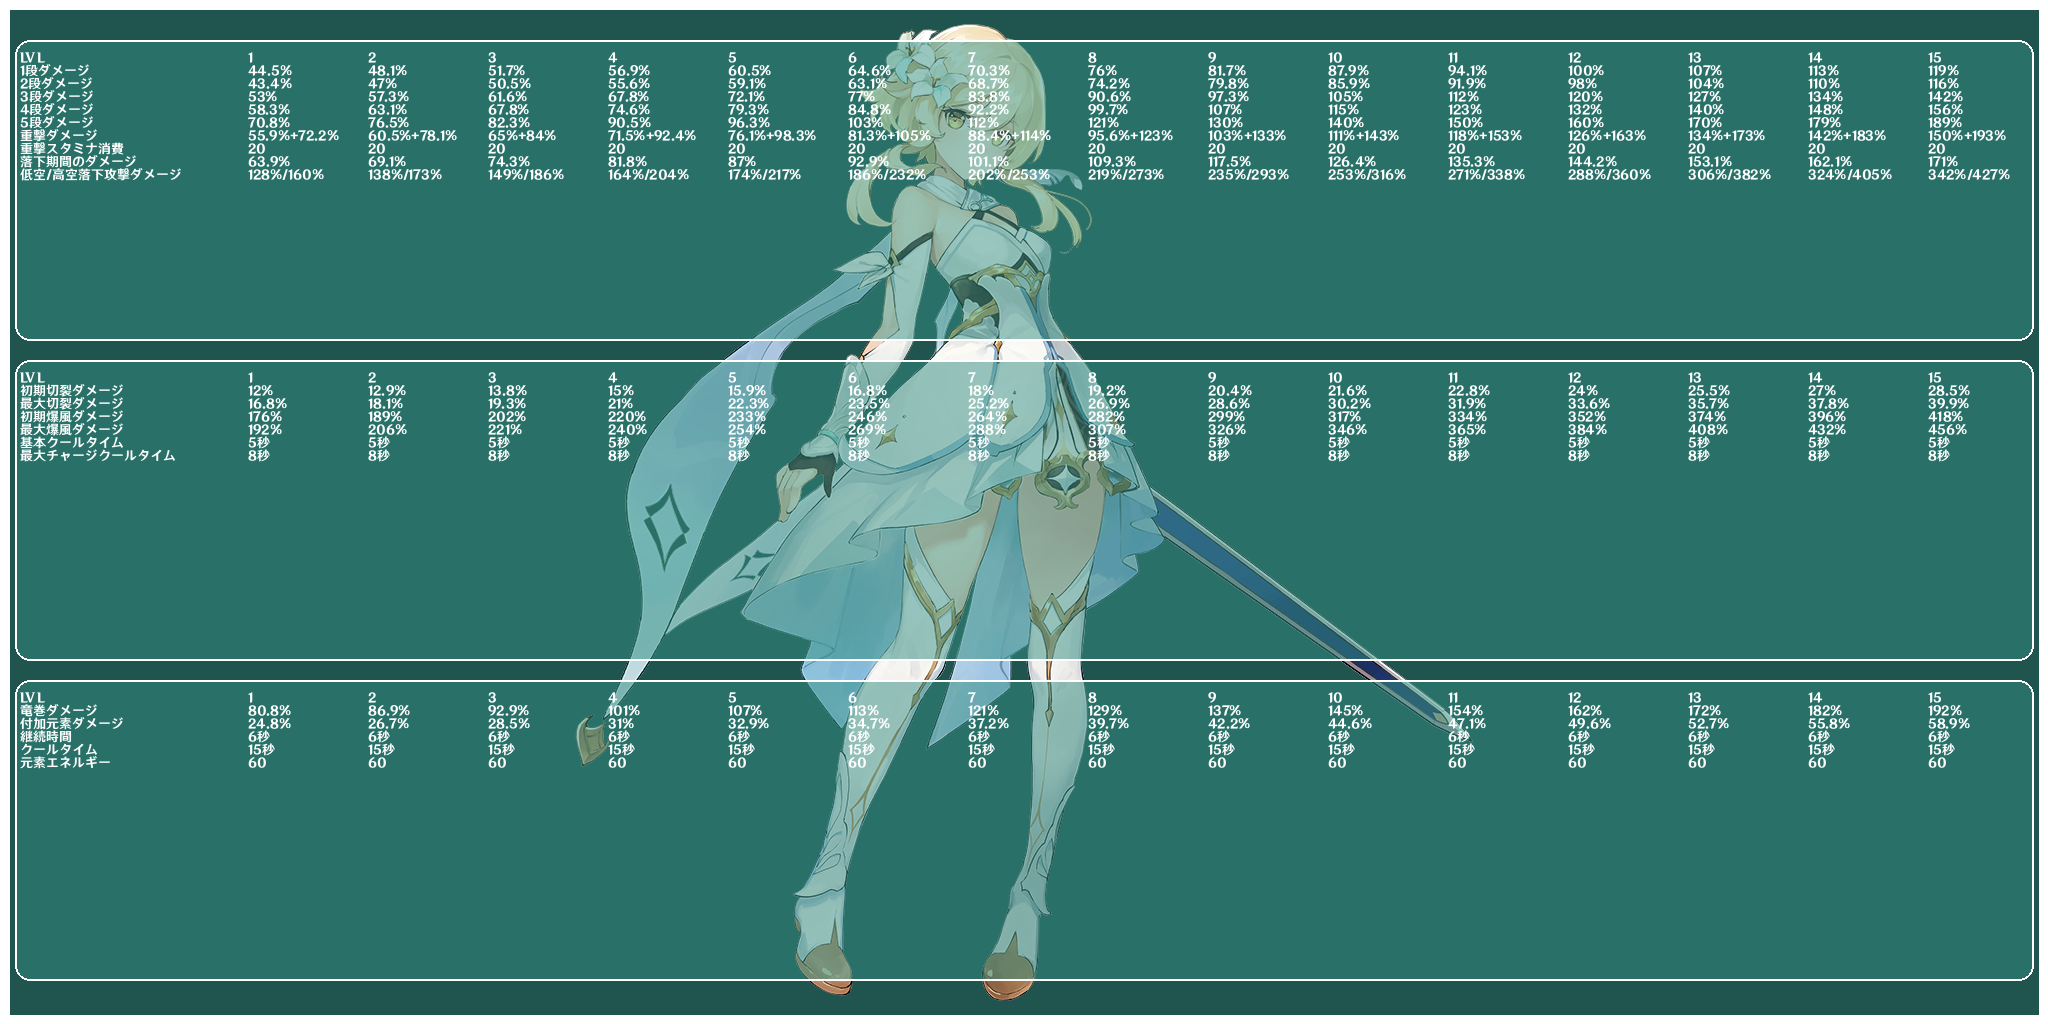 LVL 1 2 3 4 5 6 7 8 9 10 11 12 13 14 15
1段ダメージ 44.5% 48.1% 51.7% 56.9% 60.5% 64.6% 70.3% 76% 81.7% 87.9% 94.1% 100% 107% 113% 119%
2段ダメージ 43.4% 47% 50.5% 55.6% 59.1% 63.1% 68.7% 74.2% 79.8% 85.9% 91.9% 98% 104% 110% 116%
3段ダメージ 53% 57.3% 61.6% 67.8% 72.1% 77% 83.8% 90.6% 97.3% 105% 112% 120% 127% 134% 142%
4段ダメージ 58.3% 63.1% 67.8% 74.6% 79.3% 84.8% 92.2% 99.7% 107% 115% 123% 132% 140% 148% 156%
5段ダメージ 70.8% 76.5% 82.3% 90.5% 96.3% 103% 112% 121% 130% 140% 150% 160% 170% 179% 189%
重撃ダメージ 55.9%+72.2% 60.5%+78.1% 65%+84% 71.5%+92.4% 76.1%+98.3% 81.3%+105% 88.4%+114% 95.6%+123% 103%+133% 111%+143% 118%+153% 126%+163% 134%+173% 142%+183% 150%+193%
重撃スタミナ消費 20 20 20 20 20 20 20 20 20 20 20 20 20 20 20
落下期間のダメージ 63.9% 69.1% 74.3% 81.8% 87% 92.9% 101.1% 109.3% 117.5% 126.4% 135.3% 144.2% 153.1% 162.1% 171%
低空/高空落下攻撃ダメージ 128%/160% 138%/173% 149%/186% 164%/204% 174%/217% 186%/232% 202%/253% 219%/273% 235%/293% 253%/316% 271%/338% 288%/360% 306%/382% 324%/405% 342%/427%
LVL 1 2 3 4 5 6 7 8 9 10 11 12 13 14 15
初期切裂ダメージ 12% 12.9% 13.8% 15% 15.9% 16.8% 18% 19.2% 20.4% 21.6% 22.8% 24% 25.5% 27% 28.5%
最大切裂ダメージ 16.8% 18.1% 19.3% 21% 22.3% 23.5% 25.2% 26.9% 28.6% 30.2% 31.9% 33.6% 35.7% 37.8% 39.9%
初期爆風ダメージ 176% 189% 202% 220% 233% 246% 264% 282% 299% 317% 334% 352% 374% 396% 418%
最大爆風ダメージ 192% 206% 221% 240% 254% 269% 288% 307% 326% 346% 365% 384% 408% 432% 456%
基本クールタイム 5秒 5秒 5秒 5秒 5秒 5秒 5秒 5秒 5秒 5秒 5秒 5秒 5秒 5秒 5秒
最大チャージクールタイム 8秒 8秒 8秒 8秒 8秒 8秒 8秒 8秒 8秒 8秒 8秒 8秒 8秒 8秒 8秒
LVL 1 2 3 4 5 6 7 8 9 10 11 12 13 14 15
竜巻ダメージ 80.8% 86.9% 92.9% 101% 107% 113% 121% 129% 137% 145% 154% 162% 172% 182% 192%
付加元素ダメージ 24.8% 26.7% 28.5% 31% 32.9% 34.7% 37.2% 39.7% 42.2% 44.6% 47.1% 49.6% 52.7% 55.8% 58.9%
継続時間 6秒 6秒 6秒 6秒 6秒 6秒 6秒 6秒 6秒 6秒 6秒 6秒 6秒 6秒 6秒
クールタイム 15秒 15秒 15秒 15秒 15秒 15秒 15秒 15秒 15秒 15秒 15秒 15秒 15秒 15秒 15秒
元素エネルギー 60 60 60 60 60 60 60 60 60 60 60 60 60 60 60